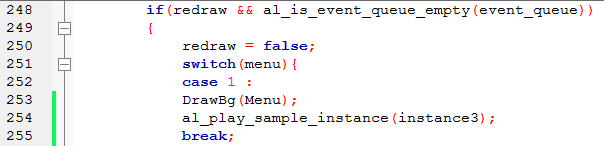 248 if(redraw && al_is_event_queue_empty(event_queue))
249 {
250 redraw = false;
251 switch(menu){
252 case 1 :
253 DrawBg(Menu);
254 al_play_sample_instance(instance3);
255 break;